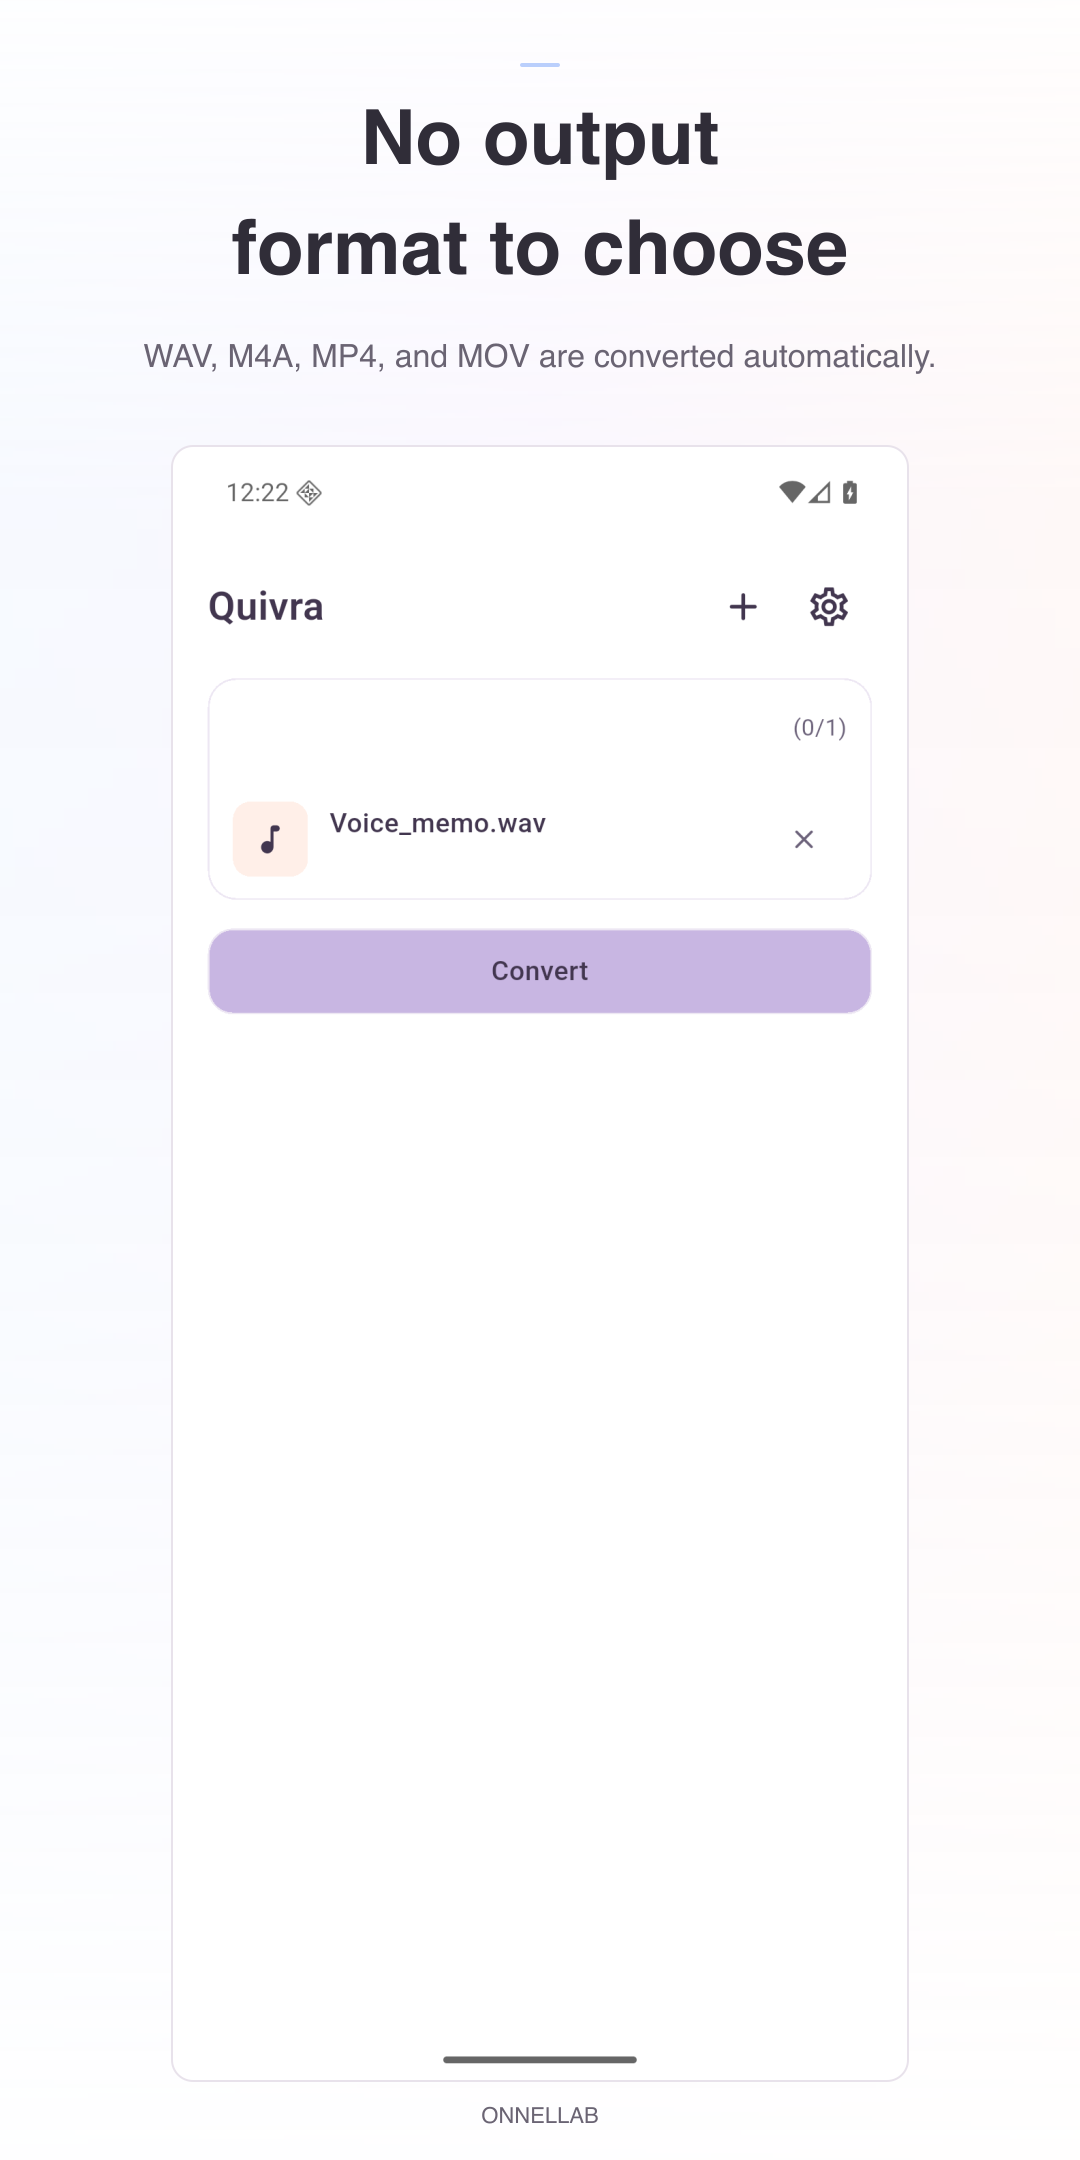 No output
format to choose
WAV, M4A, MP4, and MOV are converted automatically.
12:22
Quivra
(0/1)
Voice_memo.wav
Convert
ONNELLAB